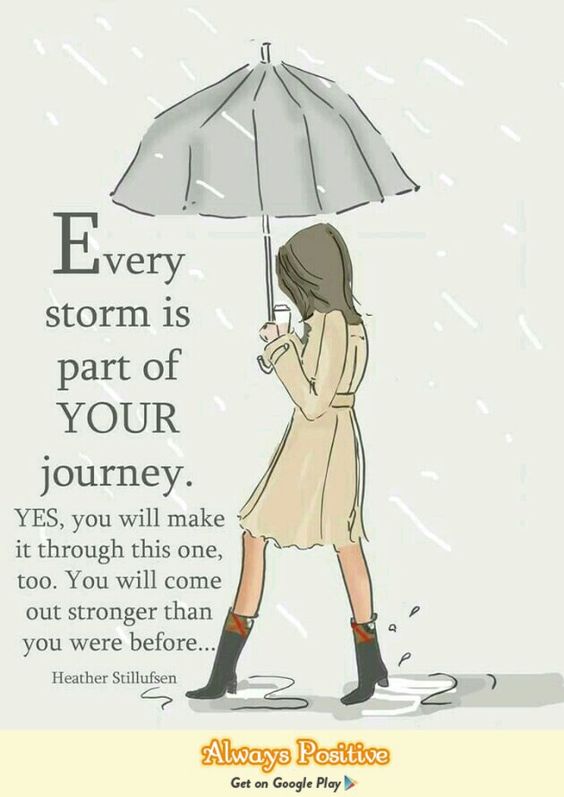 Every
storm is
part of
YOUR
journey.
YES, you will make
it through this one,
too. You will come
out stronger than
you were before...
Heather Stillufsen
Always Positive
Get on Google Play